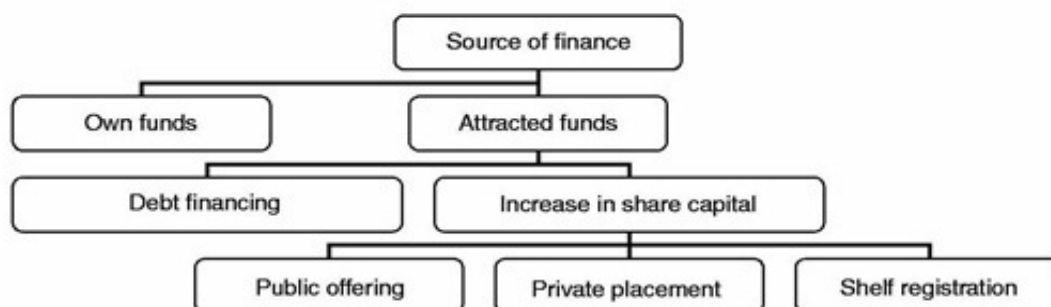 Source of finance
Own funds
Attracted funds
Debt financing
Increase in share capital
Public offering
Private placement
Shelf registration